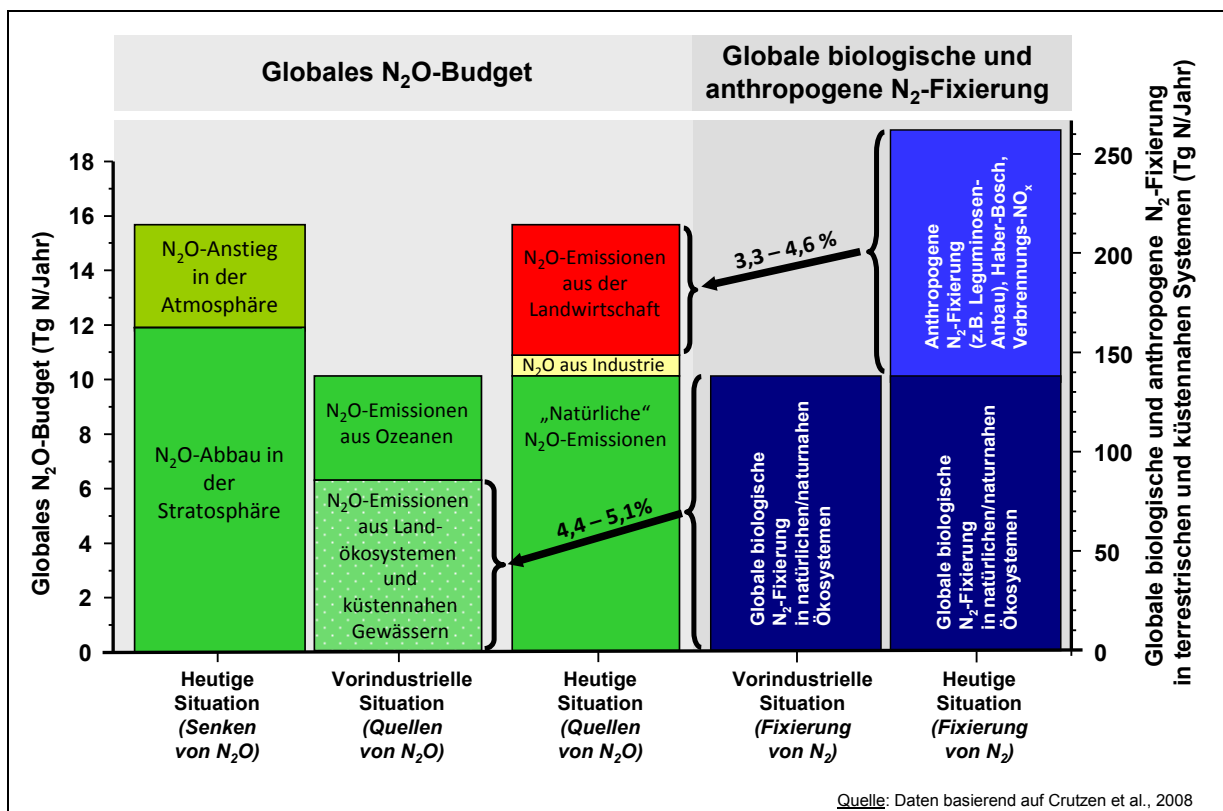 Globales N₂O-Budget
Globale biologische und
anthropogene N₂-Fixierung
Globales N₂O-Budget (Tg N/Jahr)
18
16
14
12
10
8
6
4
2
0
N₂O-Anstieg
in der
Atmosphäre
N₂O-Abbau in
der
Stratosphäre
N₂O-Emissionen
aus Ozeanen
N₂O-Emissionen
aus Land-
ökosystemen
und
küstennahen
Gewässern
N₂O-Emissionen
aus der
Landwirtschaft
N₂O aus Industrie
„Natürliche“
N₂O-Emissionen
3,3 – 4,6 %
4,4 – 5,1%
Globale biologische
N₂-Fixierung
in natürlichen/naturnahen
Ökosystemen
Anthropogene
N₂-Fixierung
(z.B. Leguminosen-
Anbau), Haber-Bosch,
Verbrennungs-NOₓ
Globale biologische
N₂-Fixierung
in natürlichen/naturnahen
Ökosystemen
250
200
150
100
50
0
Globale biologische und anthropogene N₂-Fixierung
in terrestrischen und küstennahen Systemen (Tg N/Jahr)
Heutige
Situation
(Senken
von N₂O)
Vorindustrielle
Situation
(Quellen
von N₂O)
Heutige
Situation
(Quellen
von N₂O)
Vorindustrielle
Situation
(Fixierung
von N₂)
Heutige
Situation
(Fixierung
von N₂)
Quelle: Daten basierend auf Crutzen et al., 2008